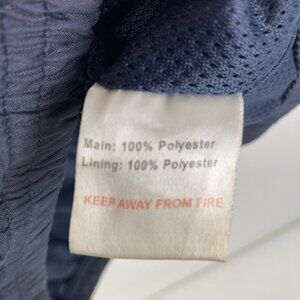 Main: 100% Polyester
Lining: 100% Polyester
KEEP AWAY FROM FIRE